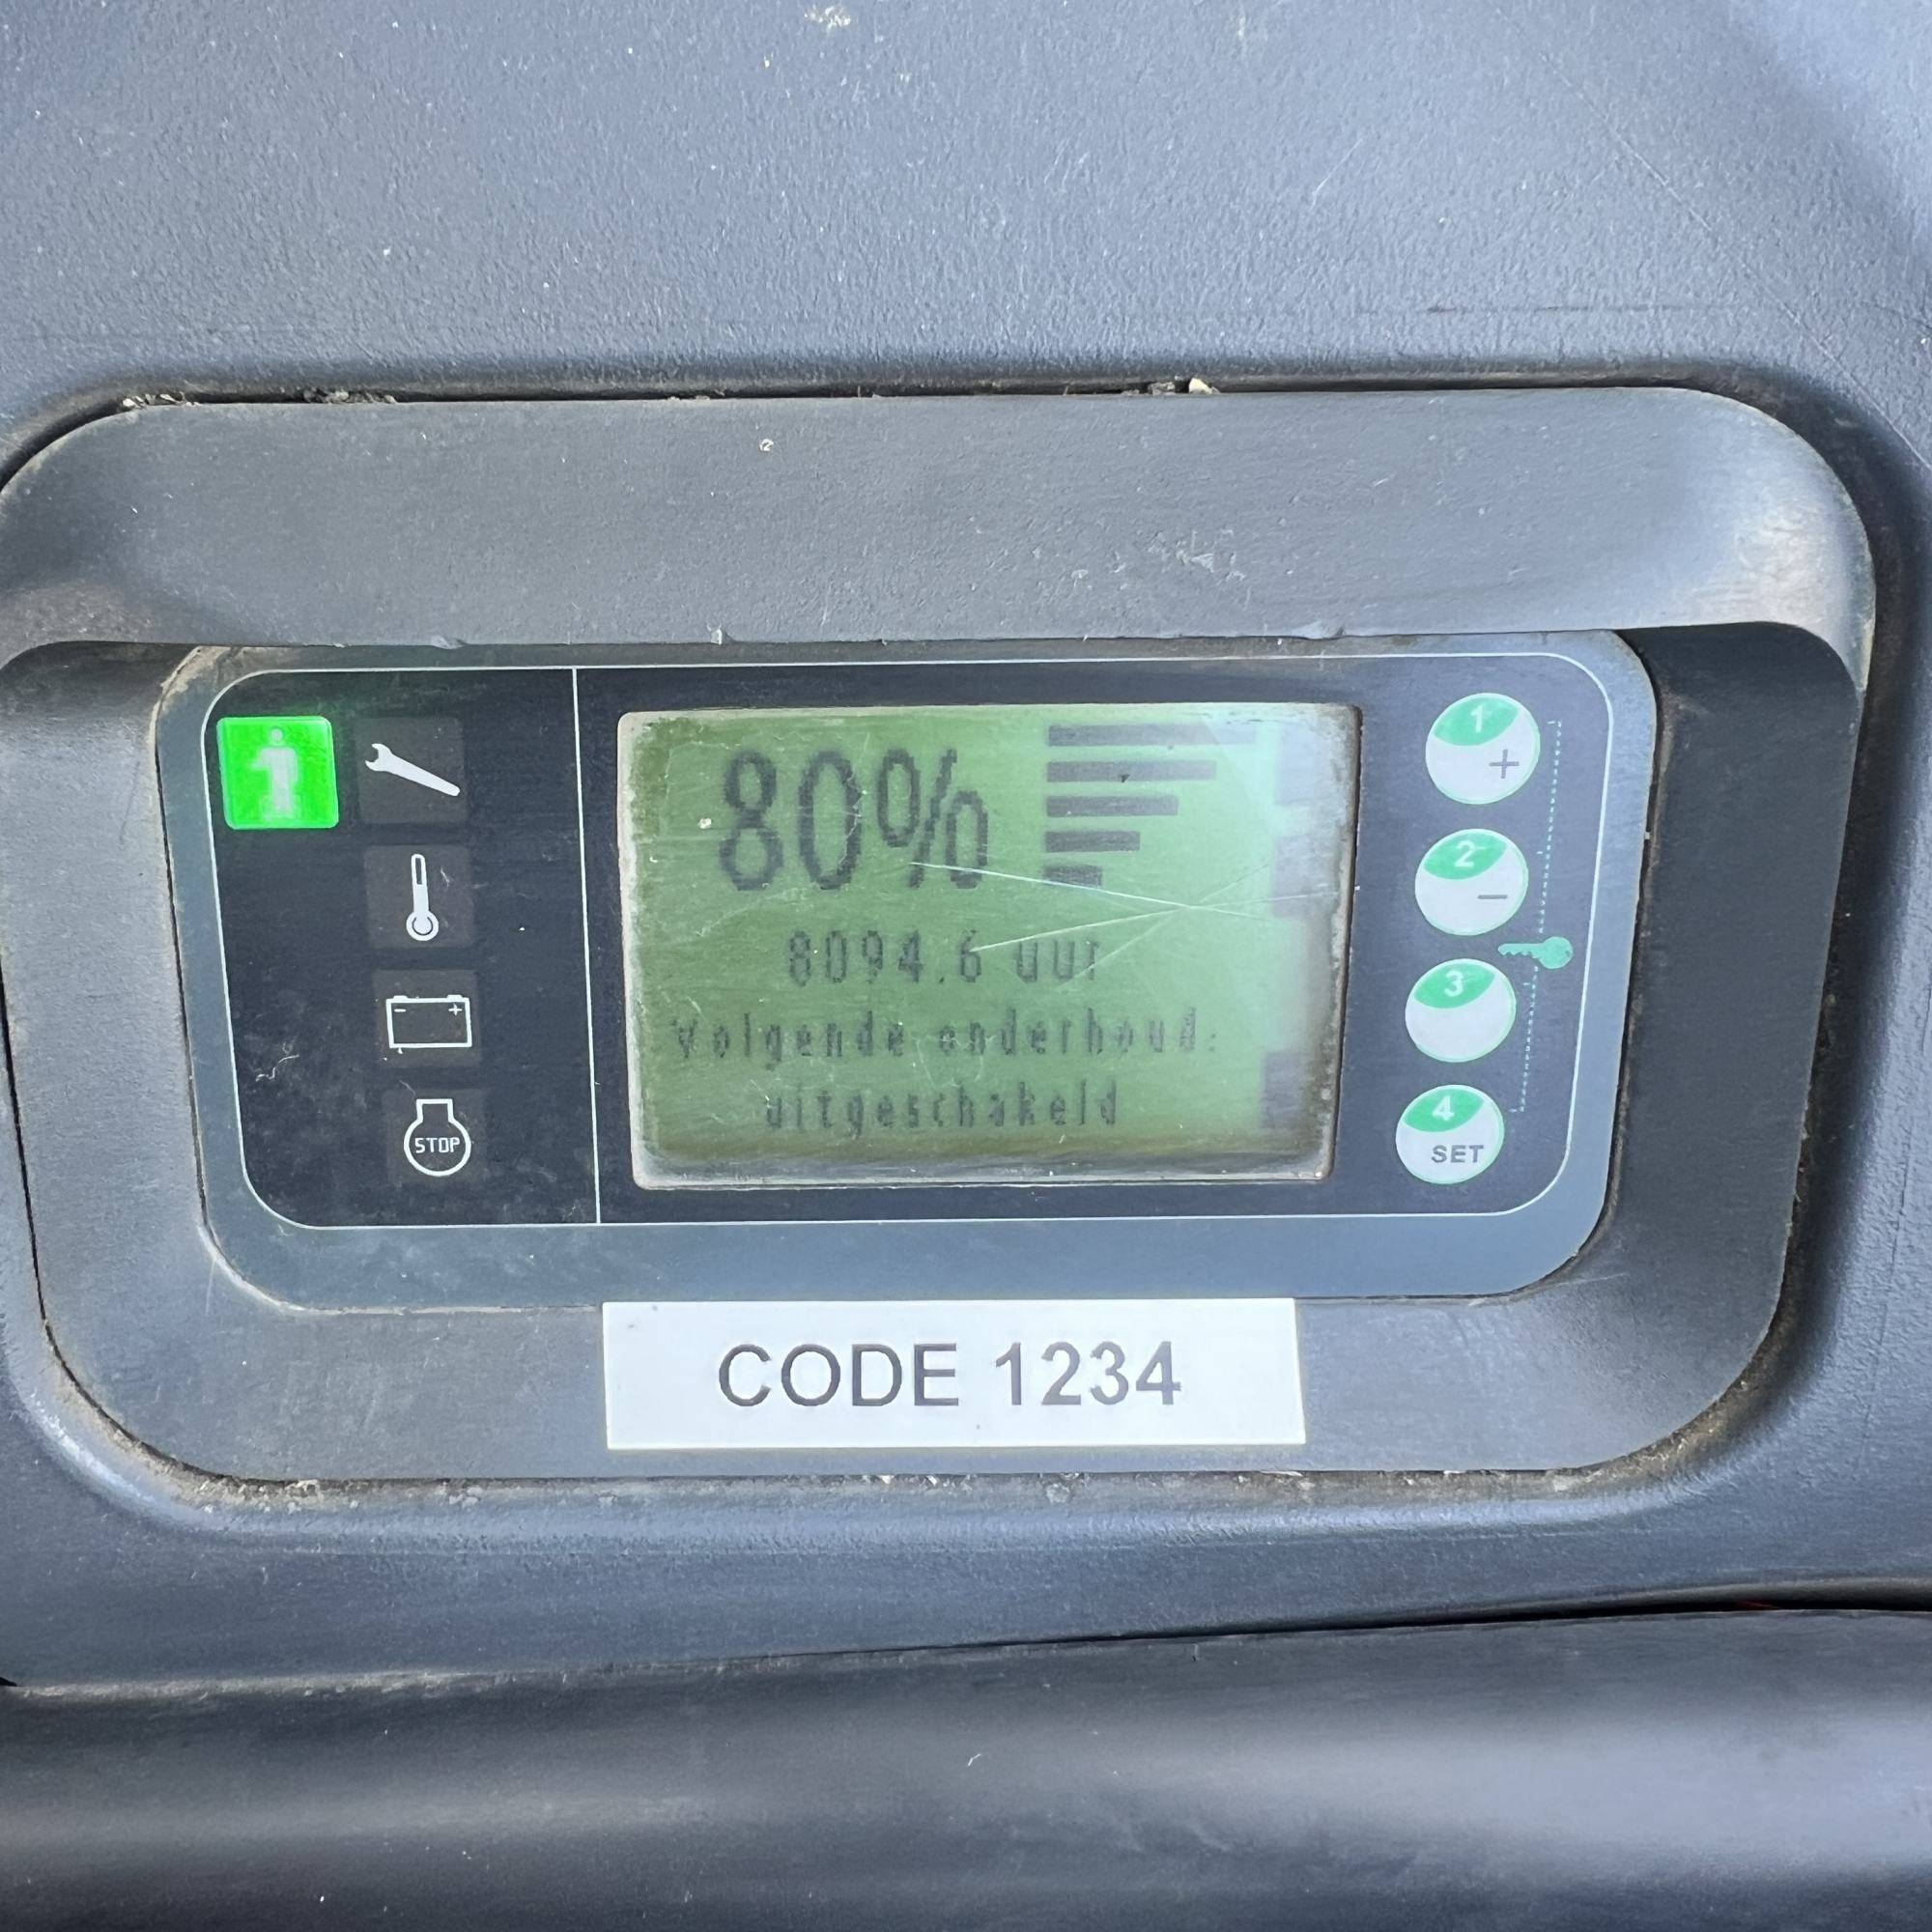 80%
8094.6 uur
Volgende onderhoud:
uitgeschakeld
STOP
1
+
2
−
3
4
SET
CODE 1234